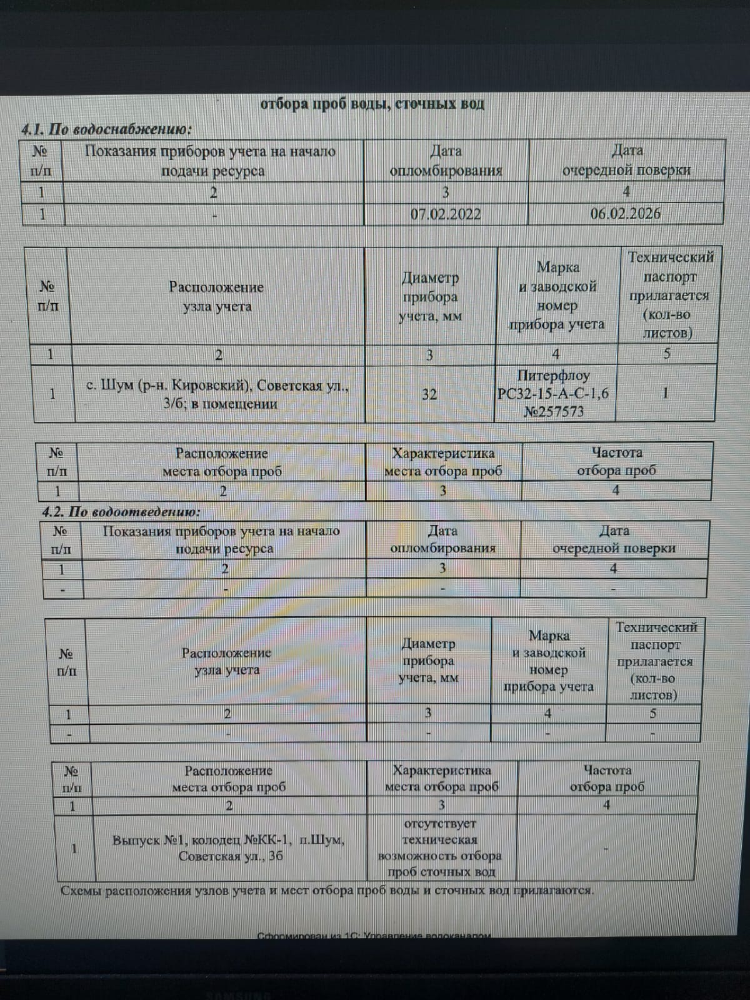 отбора проб воды, сточных вод
4.1. По водоснабжению:
№ п/п
Показания приборов учета на начало подачи ресурса
Дата опломбирования
Дата очередной поверки
1 2 3 4
1 - 07.02.2022 06.02.2026
№ п/п
Расположение узла учета
Диаметр прибора учета, мм
Марка и заводской номер прибора учета
Технический паспорт прилагается (кол-во листов)
1 2 3 4 5
1
с. Шум (р-н. Кировский), Советская ул., 3/б; в помещении
32
Питерфлоу РС32-15-А-С-1,6 №257573
1
№ п/п
Расположение места отбора проб
Характеристика места отбора проб
Частота отбора проб
1 2 3 4
4.2. По водоотведению:
№ п/п
Показания приборов учета на начало подачи ресурса
Дата опломбирования
Дата очередной поверки
1 2 3 4
- - - -
№ п/п
Расположение узла учета
Диаметр прибора учета, мм
Марка и заводской номер прибора учета
Технический паспорт прилагается (кол-во листов)
1 2 3 4 5
- - - - -
№ п/п
Расположение места отбора проб
Характеристика места отбора проб
Частота отбора проб
1 2 3 4
1
Выпуск №1, колодец №КК-1, п.Шум, Советская ул., 3б
отсутствует техническая возможность отбора проб сточных вод
-
Схемы расположения узлов учета и мест отбора проб воды и сточных вод прилагаются.
Сформирован из 1С: Управление водоканалом
SAMSUNG